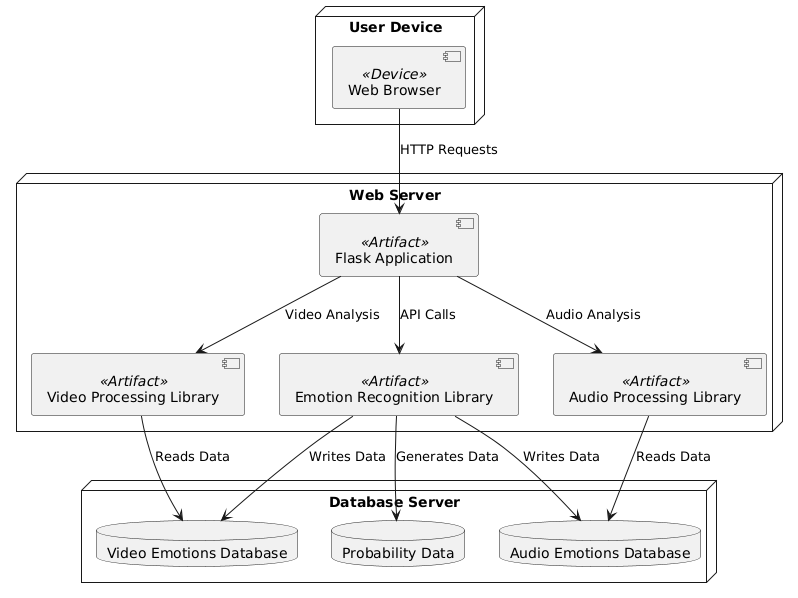 User Device
«Device»
Web Browser
HTTP Requests
Web Server
«Artifact»
Flask Application
Video Analysis
API Calls
Audio Analysis
«Artifact»
Video Processing Library
«Artifact»
Emotion Recognition Library
«Artifact»
Audio Processing Library
Reads Data
Writes Data
Generates Data
Writes Data
Reads Data
Database Server
Video Emotions Database
Probability Data
Audio Emotions Database